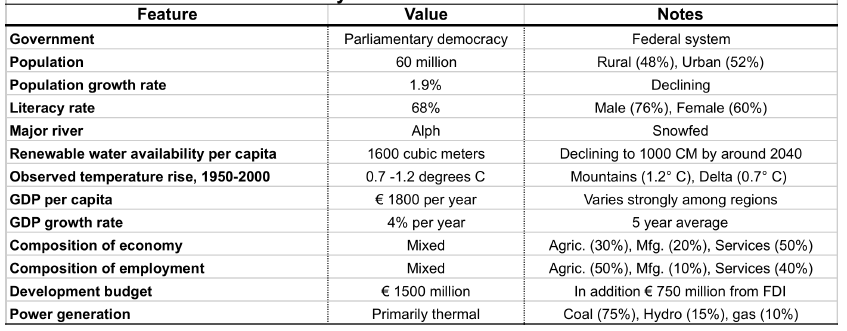 Feature Value Notes
Government Parliamentary democracy Federal system
Population 60 million Rural (48%), Urban (52%)
Population growth rate 1.9% Declining
Literacy rate 68% Male (76%), Female (60%)
Major river Alph Snowfed
Renewable water availability per capita 1600 cubic meters Declining to 1000 CM by around 2040
Observed temperature rise, 1950-2000 0.7 -1.2 degrees C Mountains (1.2° C), Delta (0.7° C)
GDP per capita € 1800 per year Varies strongly among regions
GDP growth rate 4% per year 5 year average
Composition of economy Mixed Agric. (30%), Mfg. (20%), Services (50%)
Composition of employment Mixed Agric. (50%), Mfg. (10%), Services (40%)
Development budget € 1500 million In addition € 750 million from FDI
Power generation Primarily thermal Coal (75%), Hydro (15%), gas (10%)